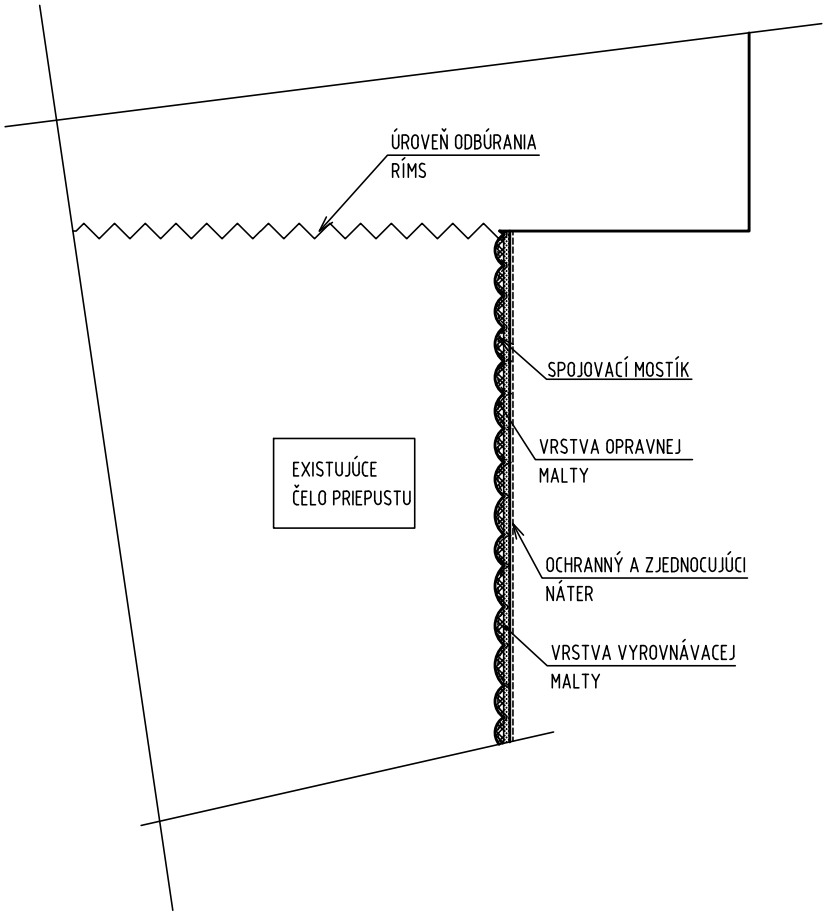 ÚROVEŇ ODBÚRANIA
RÍMS
SPOJOVACÍ MOSTÍK
VRSTVA OPRAVNEJ
MALTY
EXISTUJÚCE
ČELO PRIEPUSTU
OCHRANNÝ A ZJEDNOCUJÚCI
NÁTER
VRSTVA VYROVNÁVACEJ
MALTY